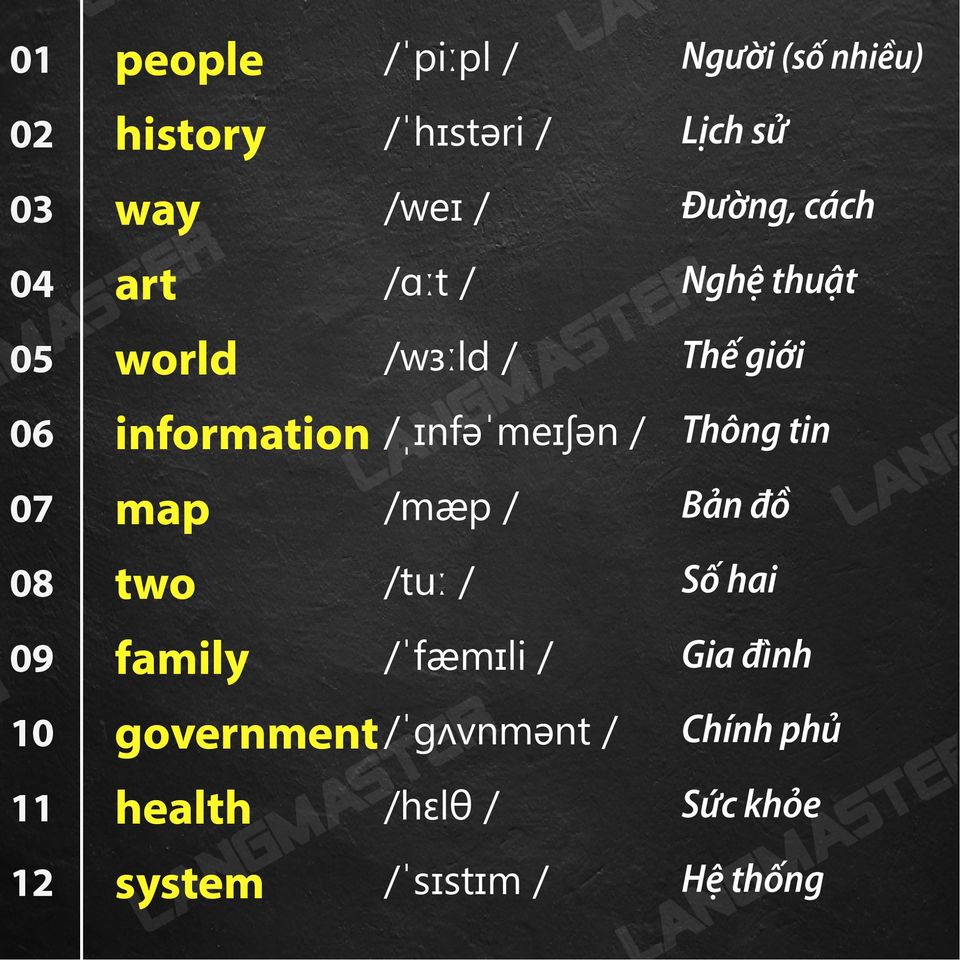 01 people /ˈpiːpl / Người (số nhiều)
02 history /ˈhɪstəri / Lịch sử
03 way /weɪ / Đường, cách
04 art /ɑːt / Nghệ thuật
05 world /wɜːld / Thế giới
06 information /ˌɪnfəˈmeɪʃən / Thông tin
07 map /mæp / Bản đồ
08 two /tuː / Số hai
09 family /ˈfæmɪli / Gia đình
10 government /ˈgʌvnmənt / Chính phủ
11 health /hɛlθ / Sức khỏe
12 system /ˈsɪstɪm / Hệ thống
LANGMASTER